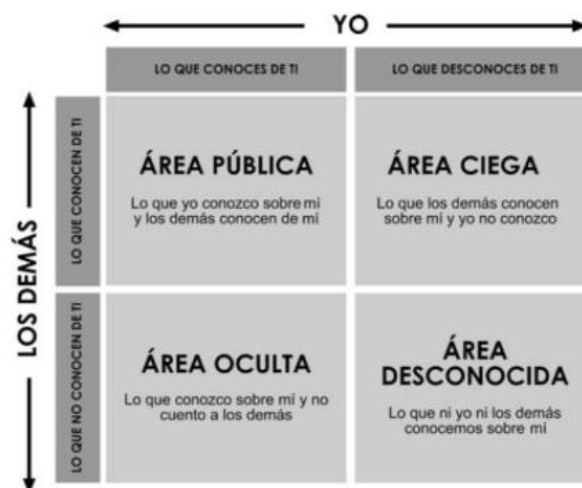 YO
LO QUE CONOCES DE TI
LO QUE DESCONOCES DE TI
LOS DEMÁS
LO QUE CONOCEN DE TI
ÁREA PÚBLICA
Lo que yo conozco sobre mí
y los demás conocen de mí
ÁREA CIEGA
Lo que los demás conocen
sobre mí y yo no conozco
LO QUE NO CONOCEN DE TI
ÁREA OCULTA
Lo que conozco sobre mí y no
cuento a los demás
ÁREA
DESCONOCIDA
Lo que ni yo ni los demás
conocemos sobre mí